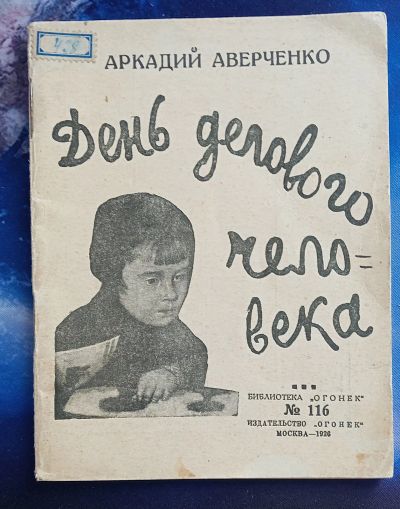 АРКАДИЙ АВЕРЧЕНКО
День делового
чело=
века
БИБЛИОТЕКА „ОГОНЕК"
№ 116
ИЗДАТЕЛЬСТВО „ОГОНЕК"
МОСКВА—1926